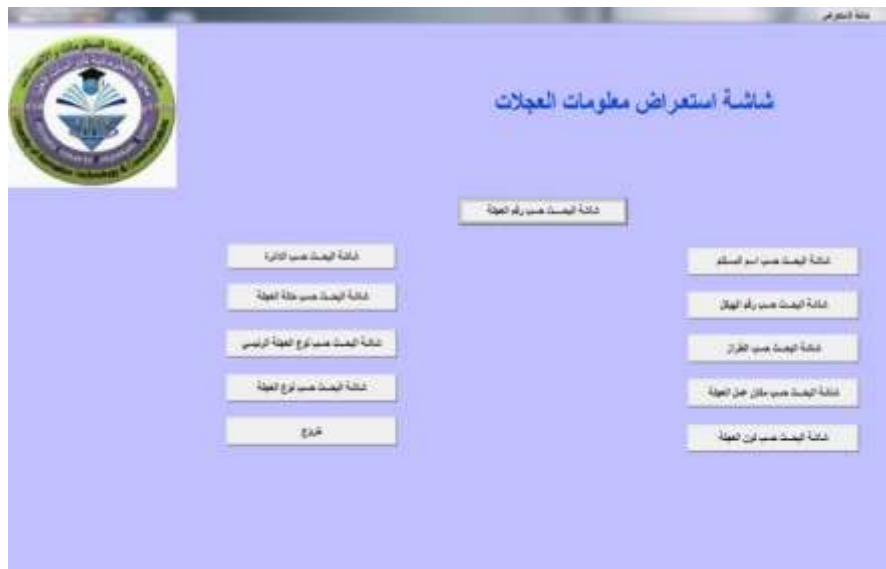 شاشة الاستعراض
شاشة استعراض معلومات العجلات
شاشة البحث حسب رقم العجلة
شاشة البحث حسب اسم المستلم
شاشة البحث حسب رقم الهيكل
شاشة البحث حسب الطراز
شاشة البحث حسب مكان عمل العجلة
شاشة البحث حسب لون العجلة
شاشة البحث حسب الدائرة
شاشة البحث حسب حالة العجلة
شاشة البحث حسب نوع العجلة الرئيسي
شاشة البحث حسب نوع العجلة
خروج